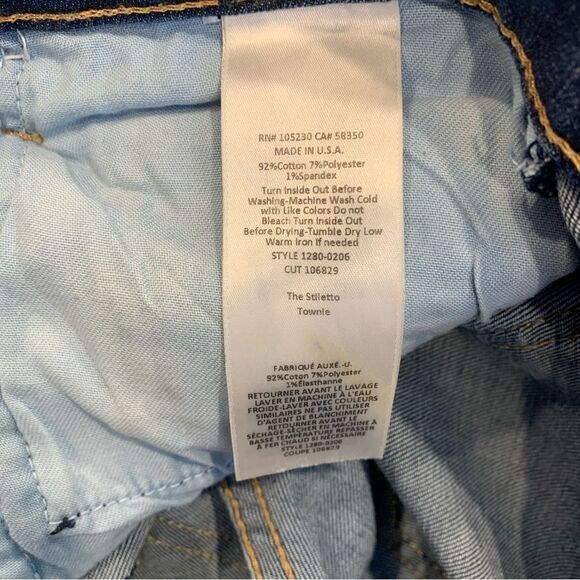 RN# 105230 CA# 58350
MADE IN U.S.A.
92%Cotton 7%Polyester
1%Spandex
Turn Inside Out Before
Washing-Machine Wash Cold
with Like Colors Do not
Bleach Turn Inside Out
Before Drying-Tumble Dry Low
Warm iron if needed
STYLE 1280-0206
CUT 106829
The Stiletto
Townie
FABRIQUÉ AUXÉ.-U.
92%Coton 7%Polyester
1%Élasthanne
RETOURNER AVANT LE LAVAGE
LAVER EN MACHINE À L'EAU
FROIDE-LAVER AVEC COULEURS
SIMILAIRES NE PAS UTILISER
D'AGENT DE BLANCHIMENT
RETOURNER AVANT LE
SÉCHAGE-SÉCHER EN MACHINE À
BASSE TEMPÉRATURE REPASSER
À FER CHAUD SI NÉCESSAIRE
STYLE 1280-0206
COUPE 106829